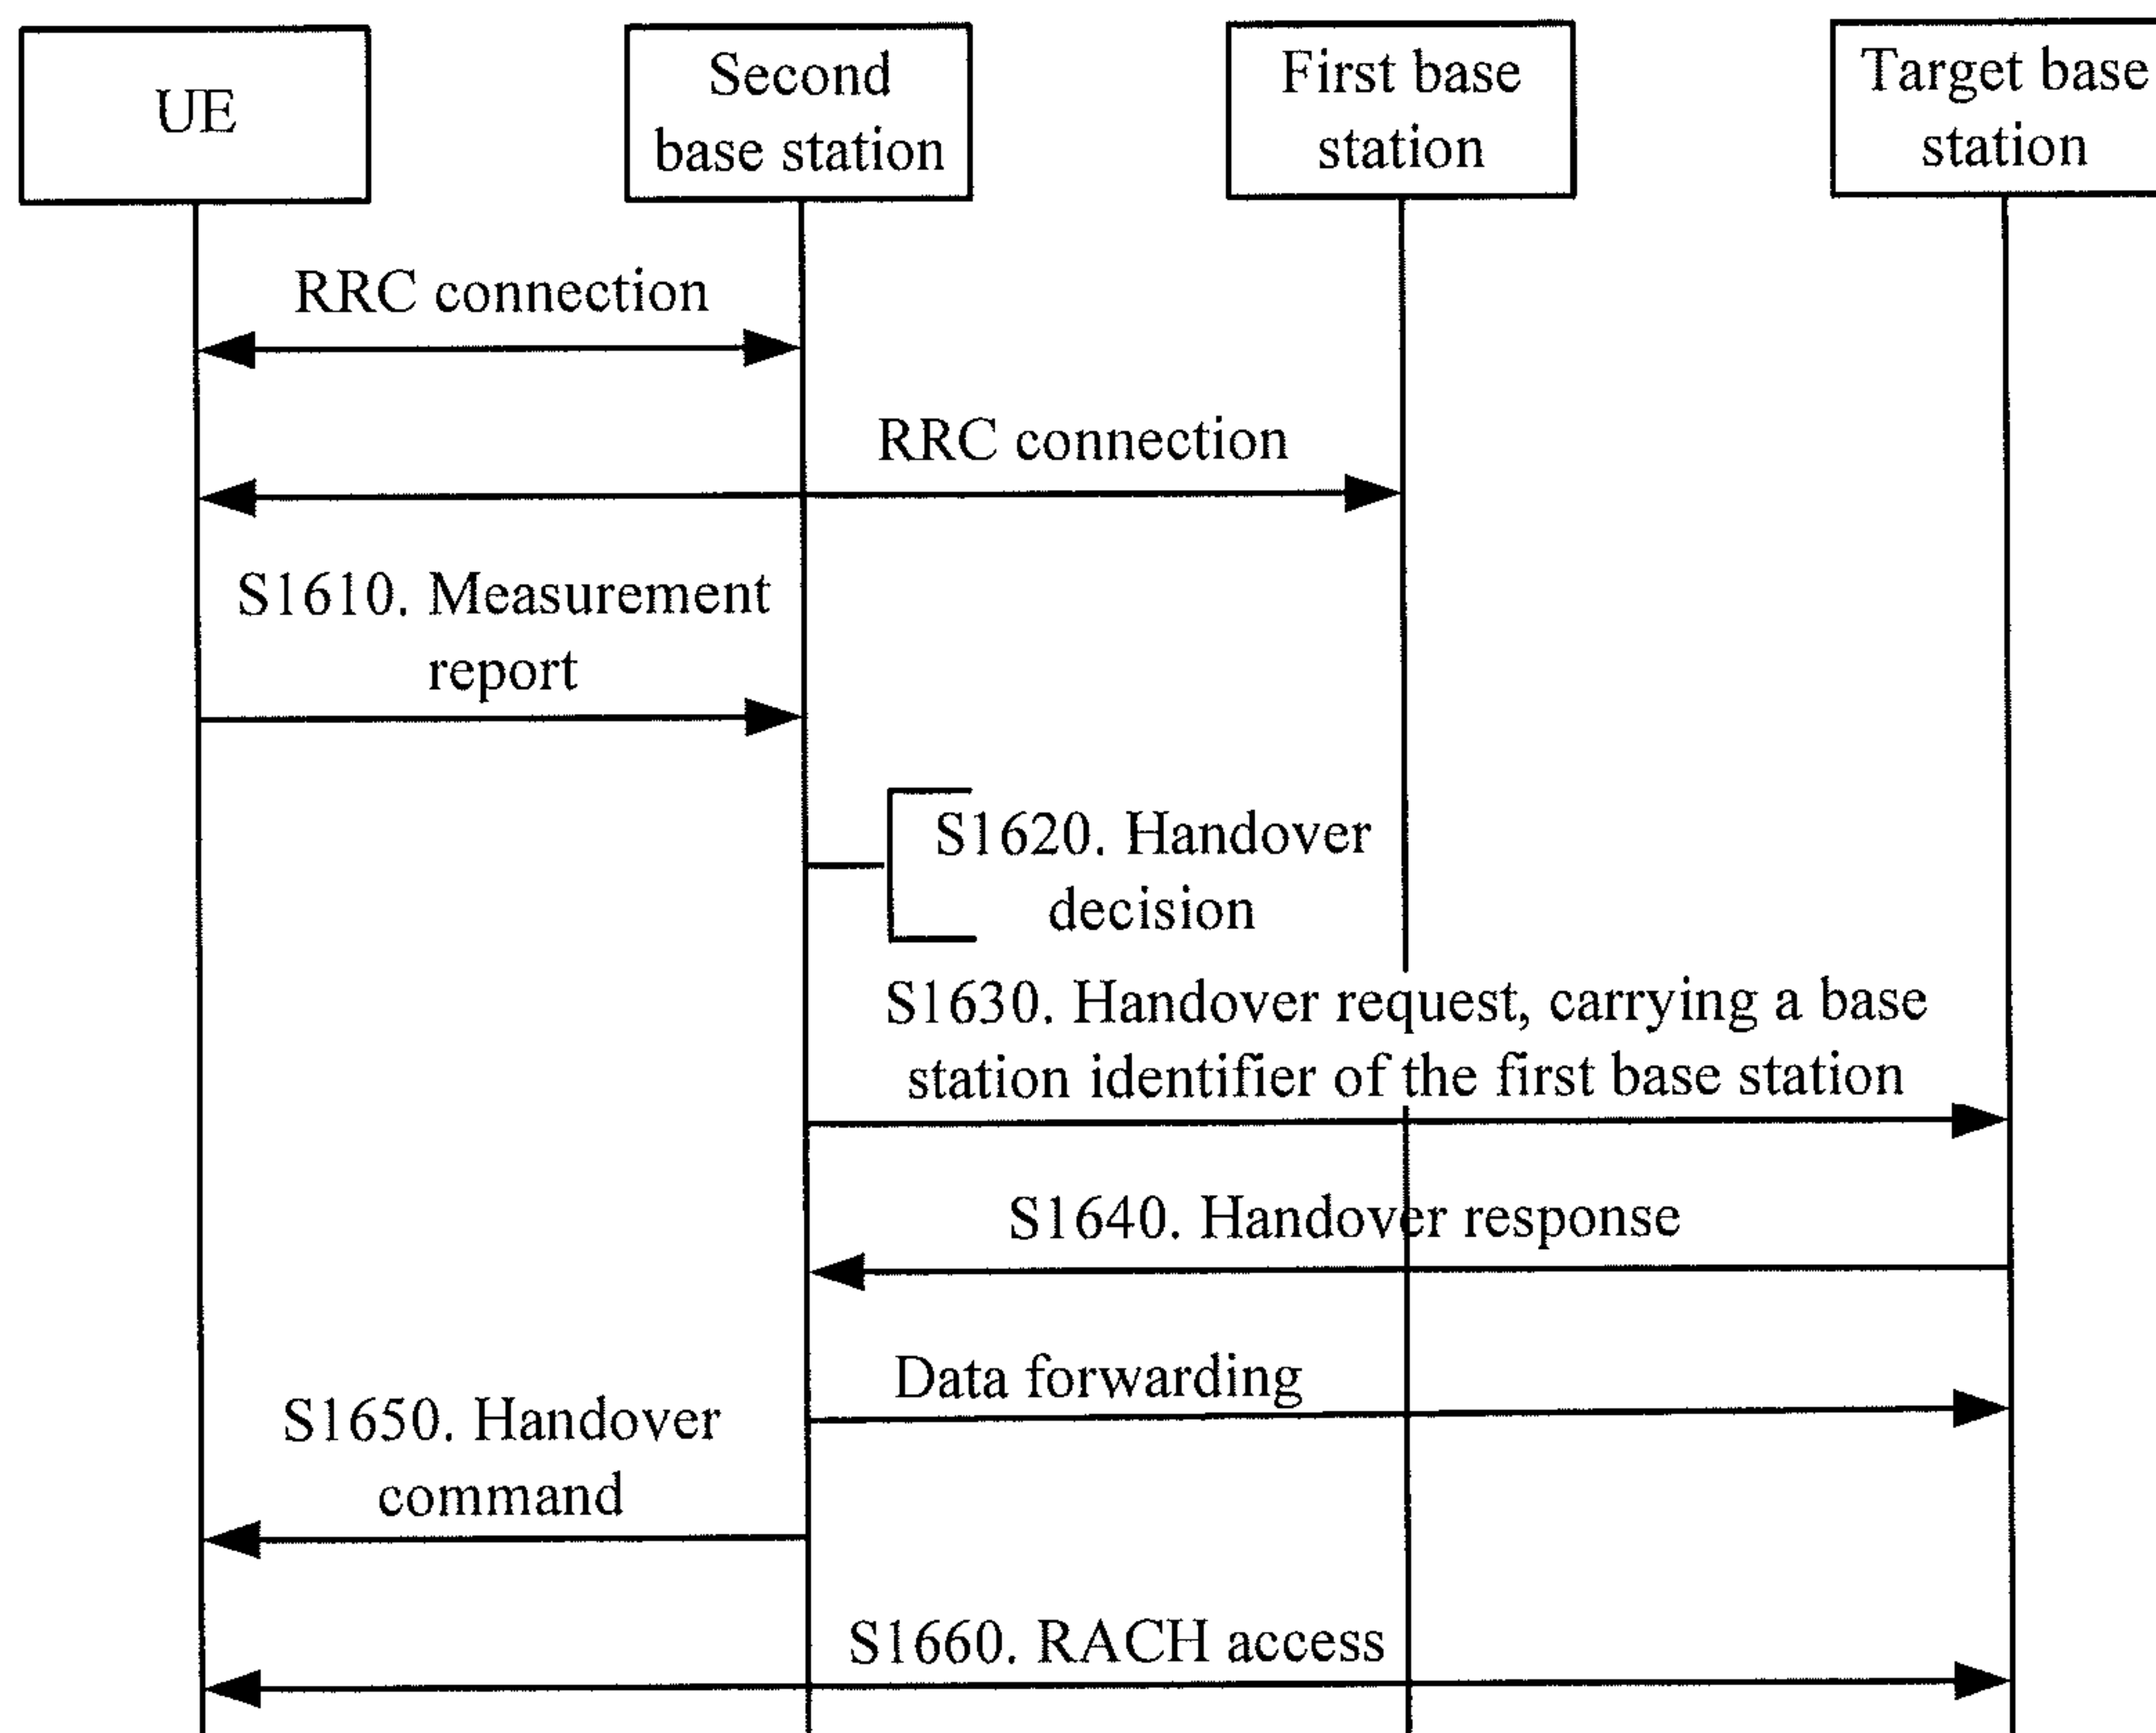 UE
Second
base station
First base
station
Target base
station
RRC connection
RRC connection
S1610. Measurement
report
S1620. Handover
decision
S1630. Handover request, carrying a base
station identifier of the first base station
S1640. Handover response
Data forwarding
S1650. Handover
command
S1660. RACH access